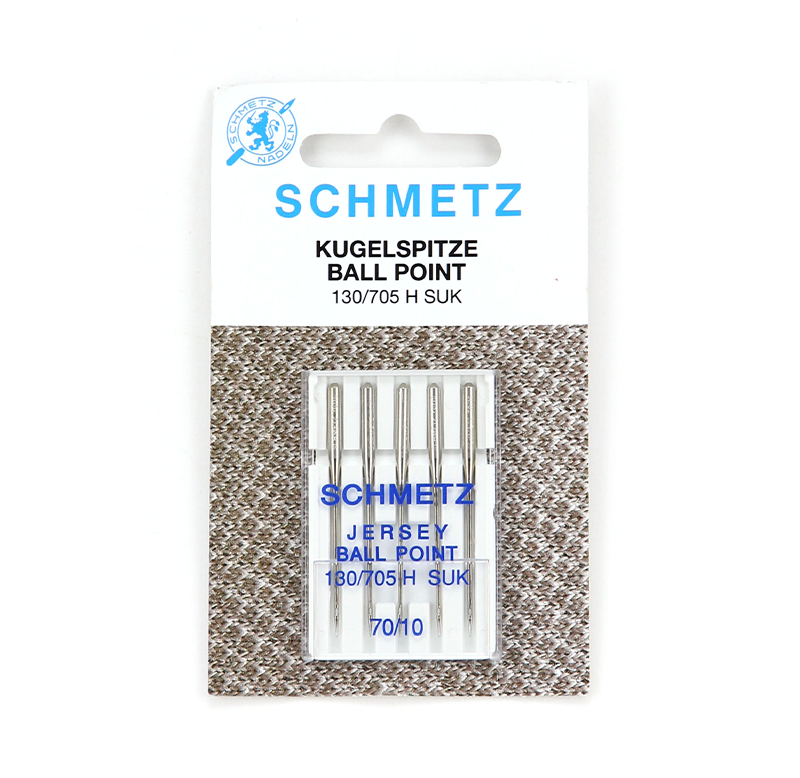 SCHMETZ
NADELN
SCHMETZ
KUGELSPITZE
BALL POINT
130/705 H SUK
SCHMETZ
JERSEY
BALL POINT
130/705 H SUK
70/10